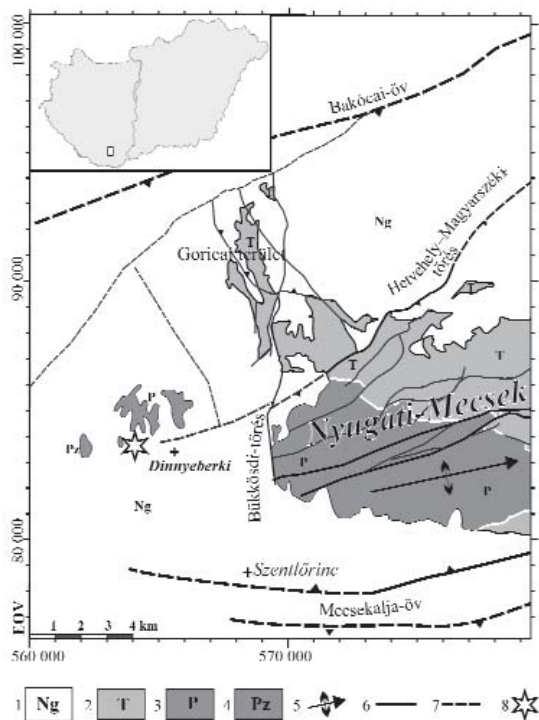 100 000
Bakócai-öv
Ng
Hetvehely–Magyarszéki
törés
T
Goricai terület
T
90 000
T
T
T
Nyugati-Mecsek
P
Pz
Dinnyeberki
Bükkösdi-törés
P
P
Ng
80 000
Szentlőrinc
Mecsekalja-öv
EOV
1 2 3 4 km
560 000
570 000
1 Ng 2 T 3 P 4 Pz 5 6 7 8